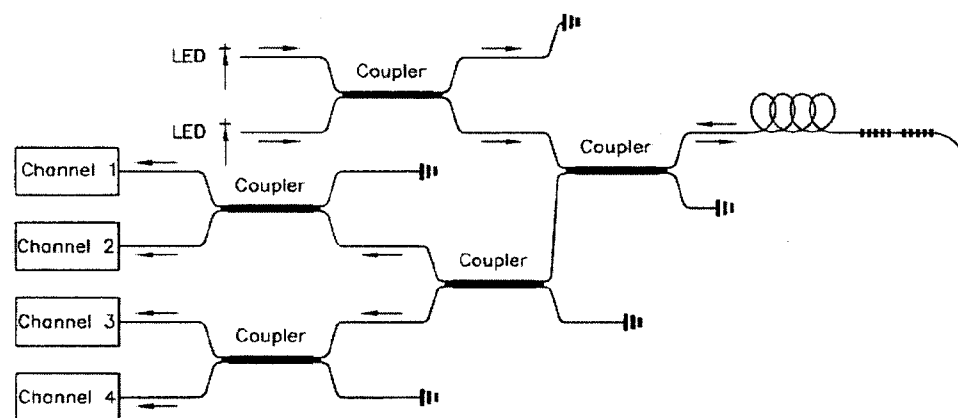 LED
Coupler
LED
Coupler
Channel 1
Coupler
Channel 2
Coupler
Channel 3
Coupler
Channel 4